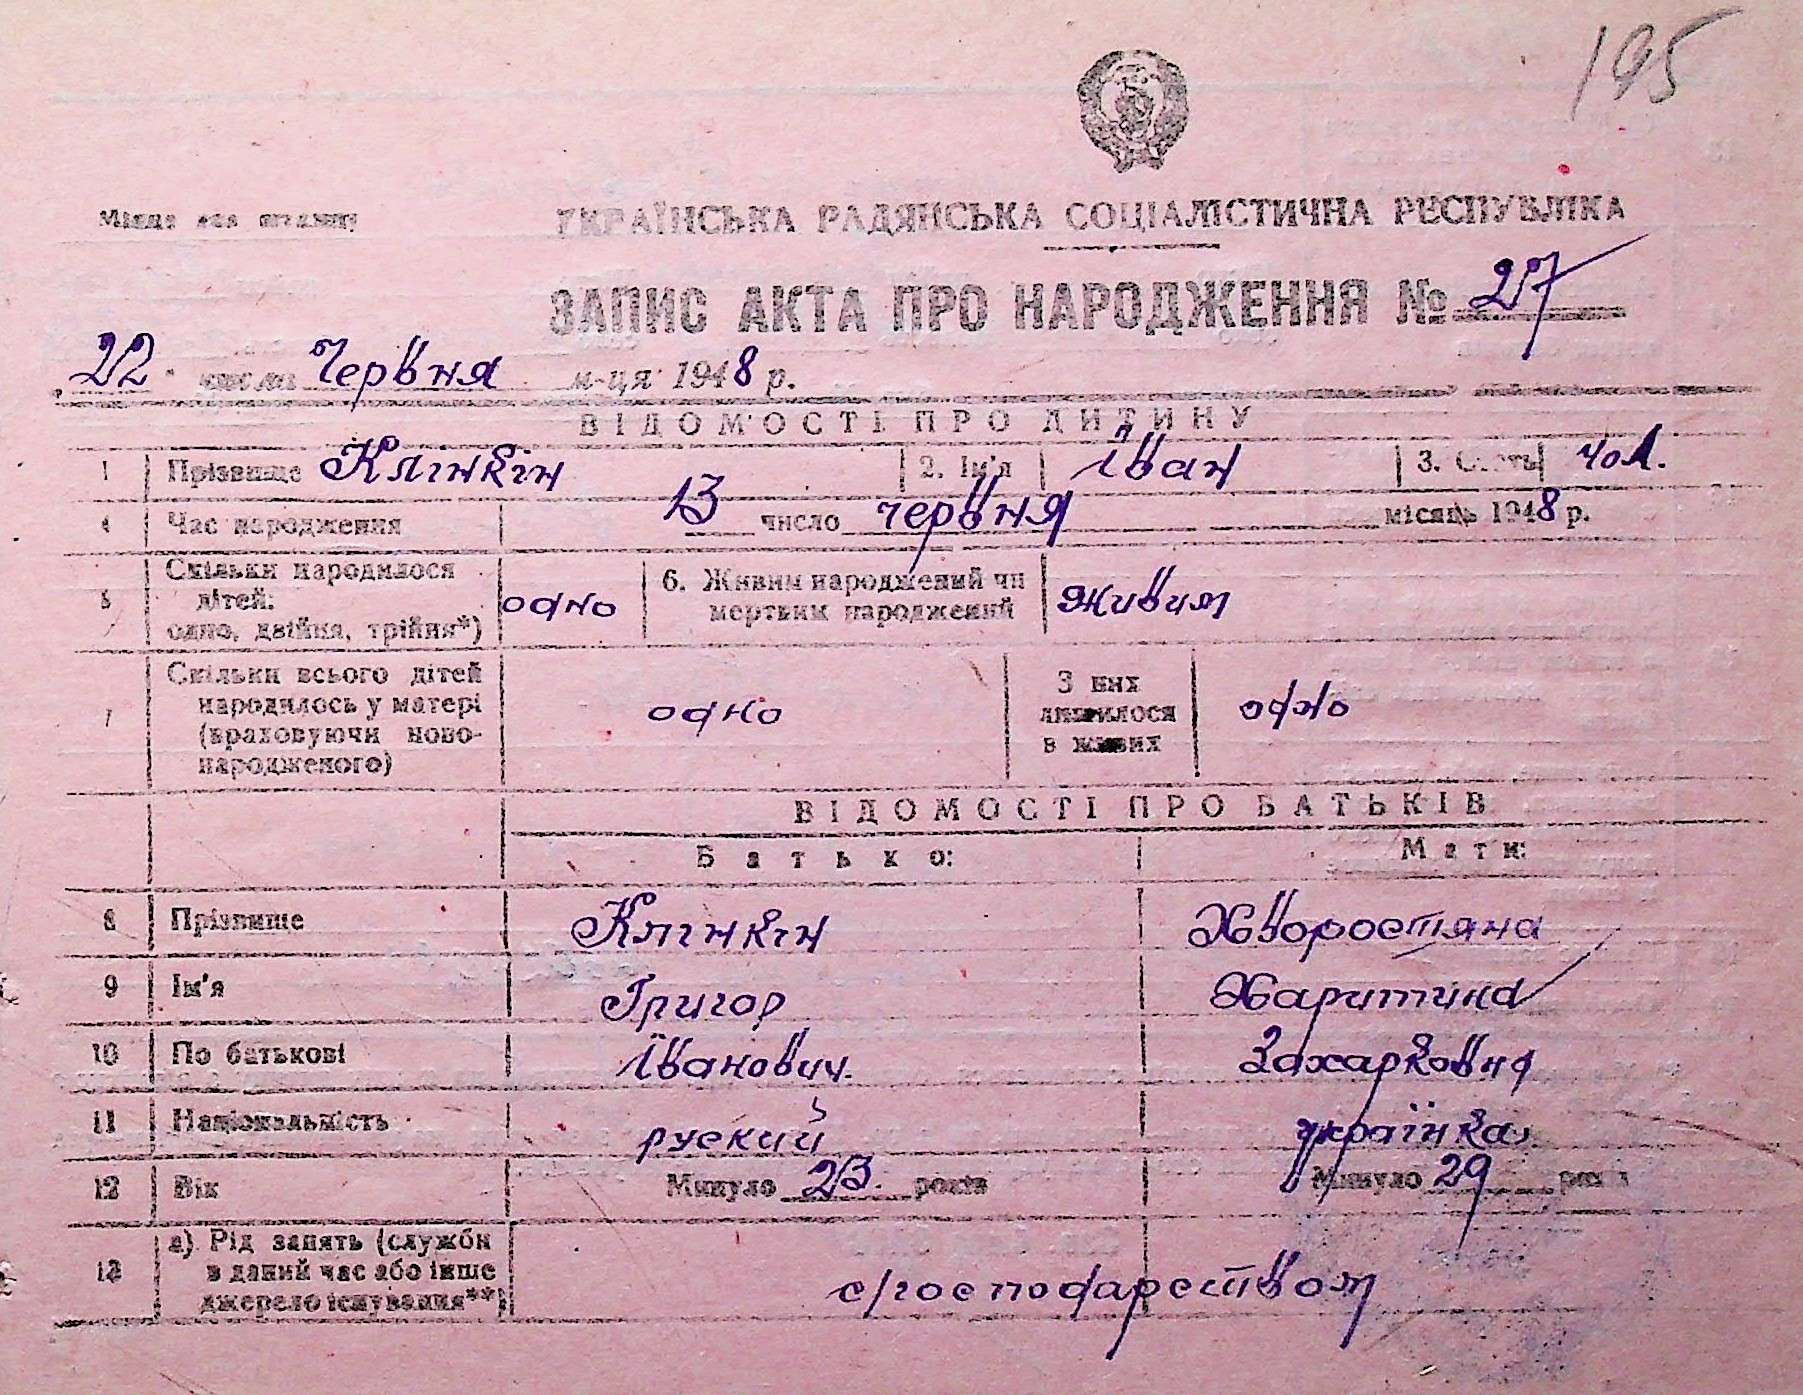 195
Місце для штампу
УКРАЇНСЬКА РАДЯНСЬКА СОЦІАЛІСТИЧНА РЕСПУБЛІКА
ЗАПИС АКТА ПРО НАРОДЖЕННЯ № 27
„22" числа Червня м-ця 1948 р.
ВІДОМОСТІ ПРО ДИТИНУ
1 Прізвище Клінкін 2. Ім'я Іван 3. Стать чол.
4 Час народження 13 число червня місяць 1948 р.
5 Скільки народилося дітей: одно, двійня, трійня*) одно 6. Живим народжений чи мертвим народжений живим
7 Скільки всього дітей народилось у матері (враховуючи ново-народженого) одно З них лишилося в живих одно
ВІДОМОСТІ ПРО БАТЬКІВ
Батько: Мати:
8 Прізвище Клінкін Хворостяна
9 Ім'я Григор Харитина
10 По батькові Іванович. Захарковна
11 Національність руский українка
12 Вік Минуло 23. років Минуло 29 років
13 а) Рід занять (служби в даний час або інше джерело існування**) с/господарством